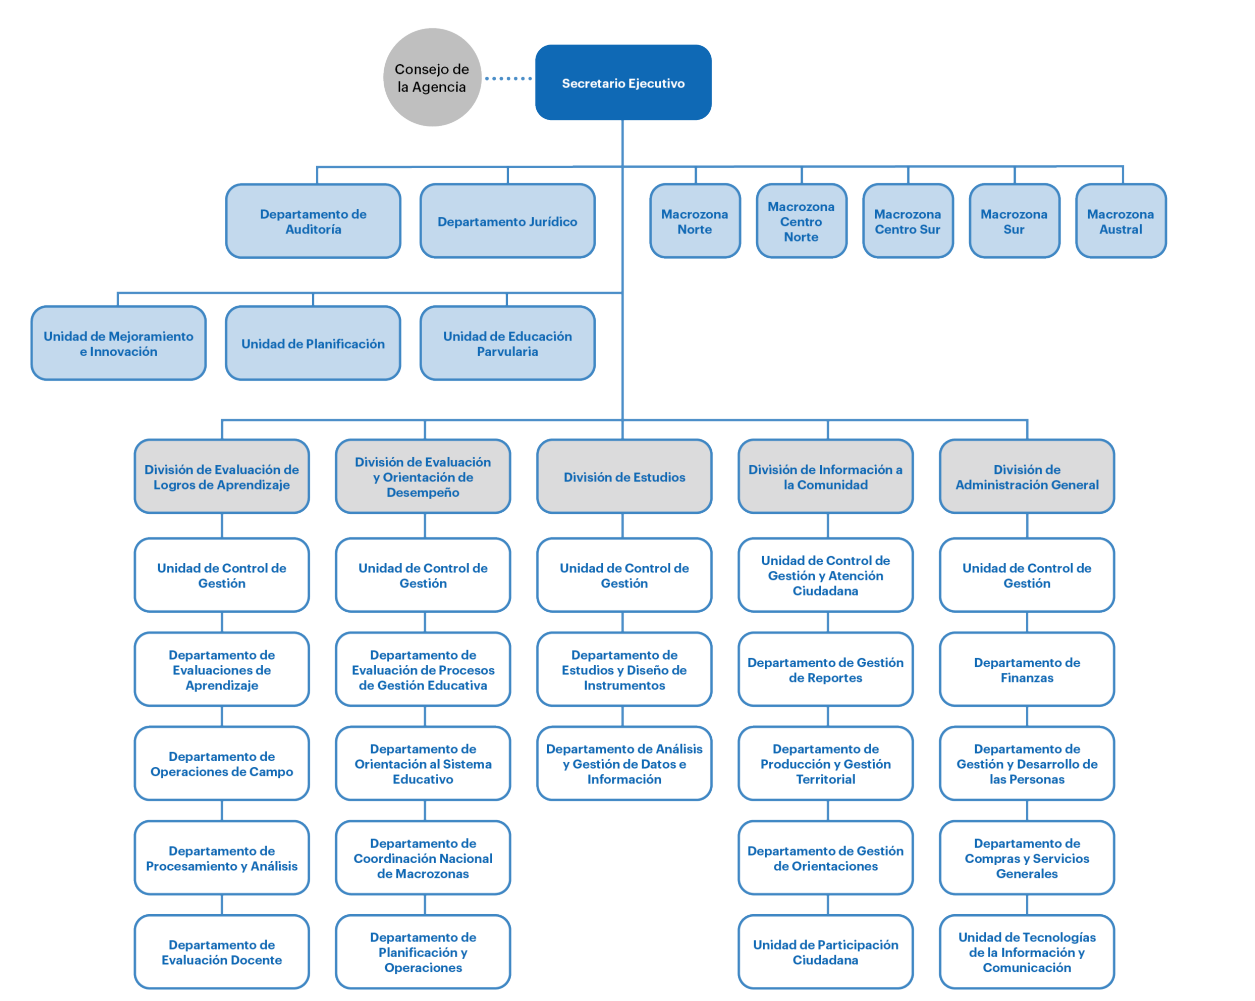 Consejo de
la Agencia
Secretario Ejecutivo
Departamento de
Auditoría
Departamento Jurídico
Macrozona
Norte
Macrozona
Centro
Norte
Macrozona
Centro Sur
Macrozona
Sur
Macrozona
Austral
Unidad de Mejoramiento
e Innovación
Unidad de Planificación
Unidad de Educación
Parvularia
División de Evaluación de
Logros de Aprendizaje
División de Evaluación
y Orientación de
Desempeño
División de Estudios
División de Información a
la Comunidad
División de
Administración General
Unidad de Control de
Gestión
Unidad de Control de
Gestión
Unidad de Control de
Gestión
Unidad de Control de
Gestión y Atención
Ciudadana
Unidad de Control de
Gestión
Departamento de
Evaluaciones de
Aprendizaje
Departamento de
Evaluación de Procesos
de Gestión Educativa
Departamento de
Estudios y Diseño de
Instrumentos
Departamento de Gestión
de Reportes
Departamento de
Finanzas
Departamento de
Operaciones de Campo
Departamento de
Orientación al Sistema
Educativo
Departamento de Análisis
y Gestión de Datos e
Información
Departamento de
Producción y Gestión
Territorial
Departamento de
Gestión y Desarrollo de
las Personas
Departamento de
Procesamiento y Análisis
Departamento de
Coordinación Nacional
de Macrozonas
Departamento de Gestión
de Orientaciones
Departamento de
Compras y Servicios
Generales
Departamento de
Evaluación Docente
Departamento de
Planificación y
Operaciones
Unidad de Participación
Ciudadana
Unidad de Tecnologías
de la Información y
Comunicación